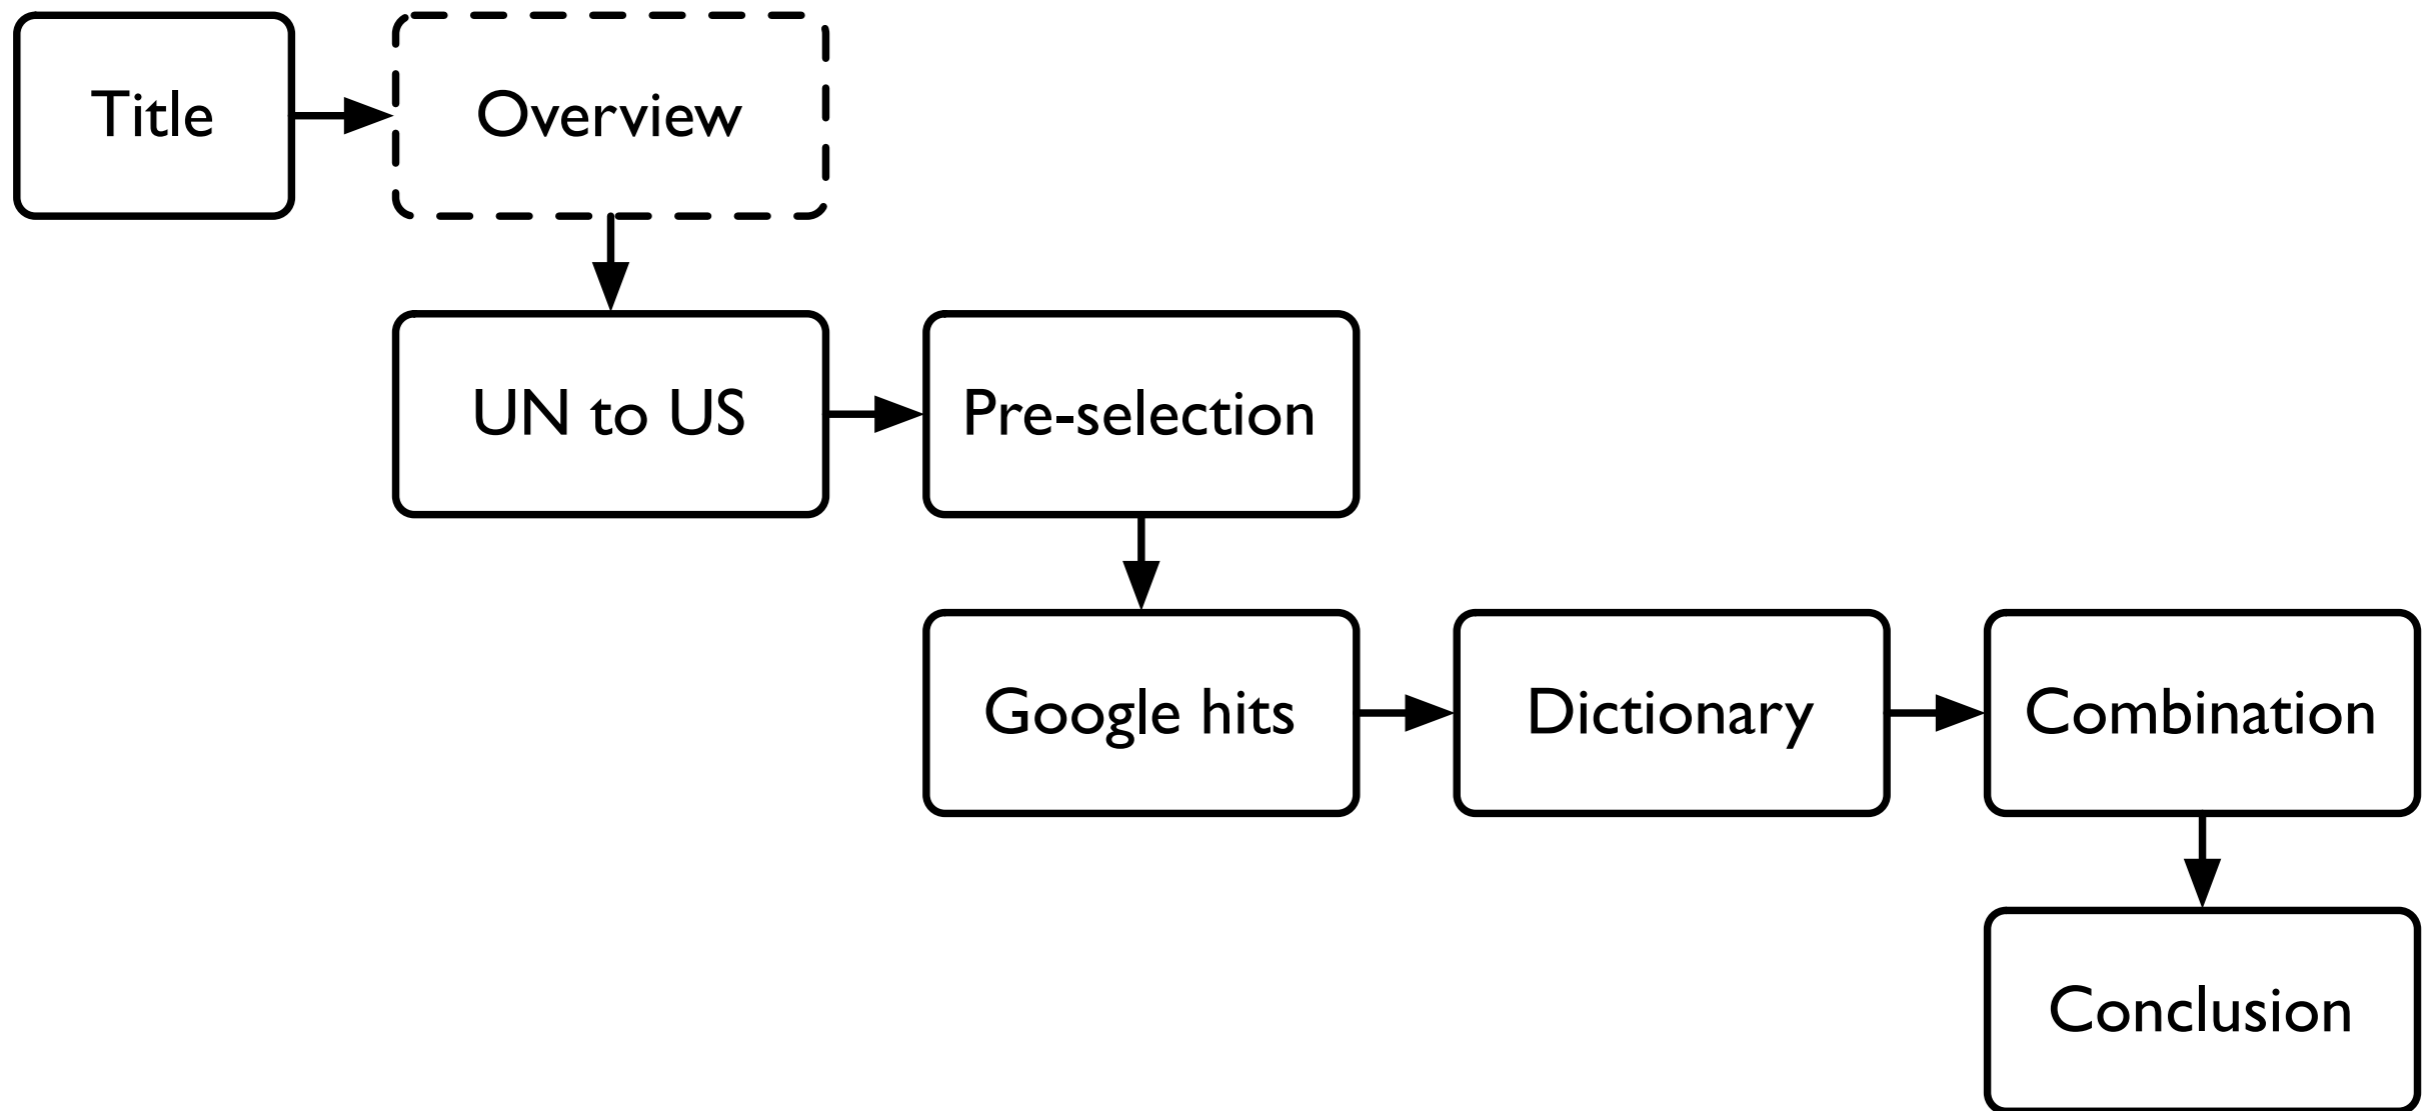 Title
Overview
UN to US
Pre-selection
Google hits
Dictionary
Combination
Conclusion